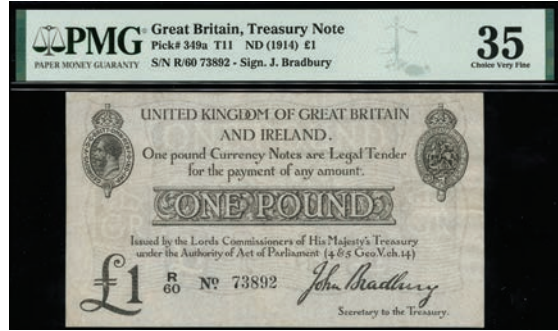 PMG
PAPER MONEY GUARANTY
Great Britain, Treasury Note
Pick# 349a T11 ND (1914) £1
S/N R/60 73892 - Sign. J. Bradbury
35
Choice Very Fine
UNITED KINGDOM OF GREAT BRITAIN
AND IRELAND.
One pound Currency Notes are Legal Tender
for the payment of any amount.
ONE POUND
Issued by the Lords Commissioners of His Majesty's Treasury
under the Authority of Act of Parliament (4 & 5 Geo.V.ch.14)
£1 R/60 Nº 73892 John Bradbury
Secretary to the Treasury.